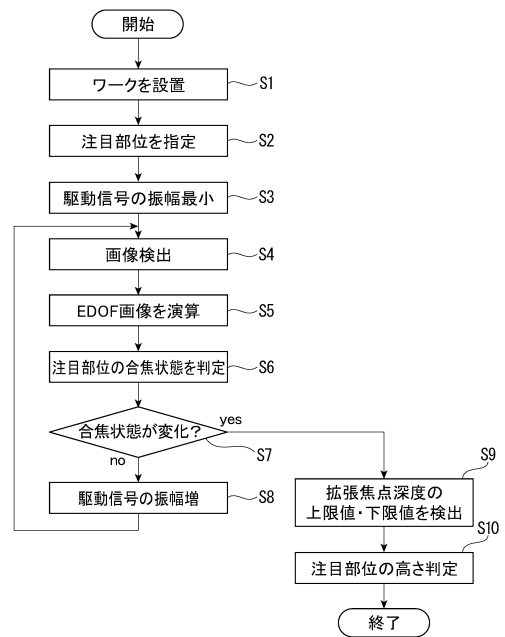 開始
ワークを設置
S1
注目部位を指定
S2
駆動信号の振幅最小
S3
画像検出
S4
EDOF画像を演算
S5
注目部位の合焦状態を判定
S6
合焦状態が変化?
yes
S7
no
駆動信号の振幅増
S8
S9
拡張焦点深度の
上限値・下限値を検出
S10
注目部位の高さ判定
終了